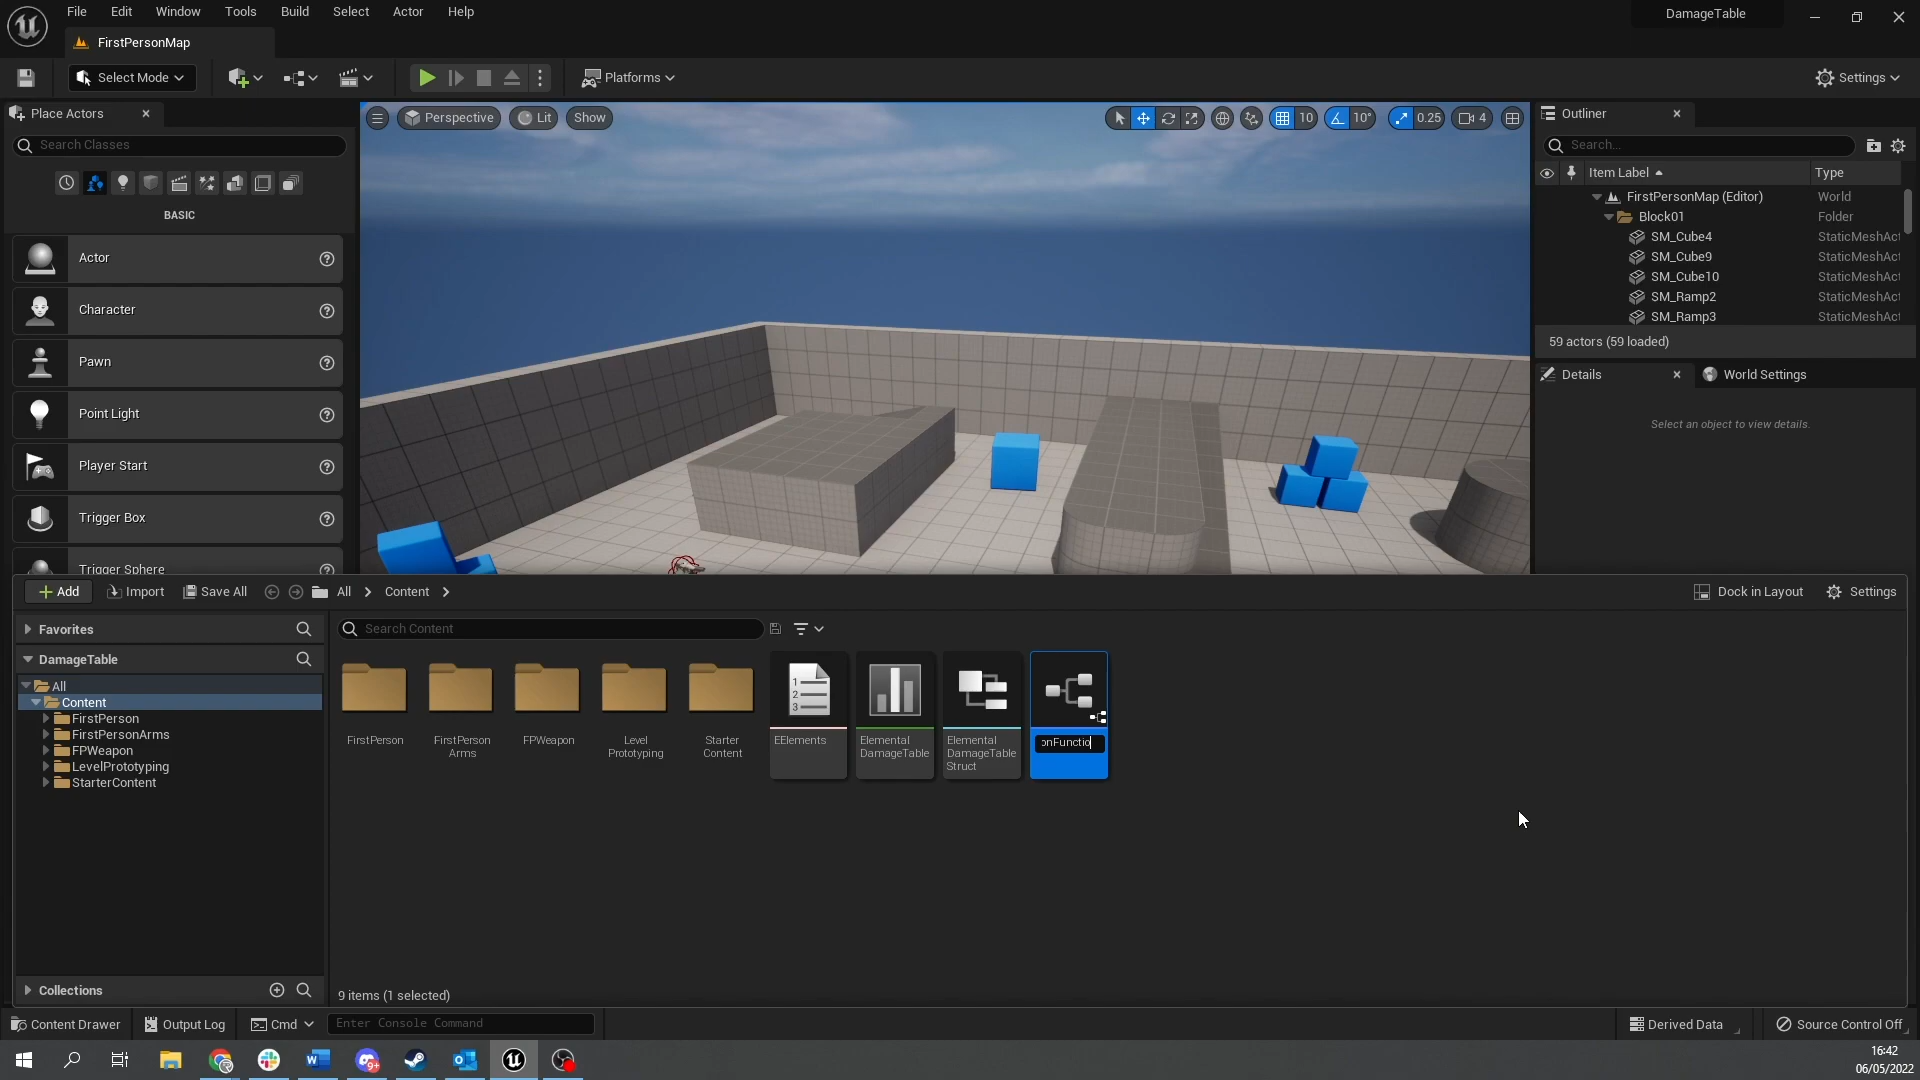 File Edit Window Tools Build Select Actor Help
DamageTable
FirstPersonMap
Select Mode
Platforms
Settings
Place Actors
Search Classes
BASIC
Actor
Character
Pawn
Point Light
Player Start
Trigger Box
Trigger Sphere
Perspective Lit Show
10 10° 0.25 4
Outliner
Search...
Item Label Type
FirstPersonMap (Editor) World
Block01 Folder
SM_Cube4 StaticMeshAct
SM_Cube9 StaticMeshAct
SM_Cube10 StaticMeshAct
SM_Ramp2 StaticMeshAct
SM_Ramp3 StaticMeshAct
59 actors (59 loaded)
Details
World Settings
Select an object to view details.
Add Import Save All All Content
Dock in Layout Settings
Favorites
DamageTable
All
Content
FirstPerson
FirstPersonArms
FPWeapon
LevelPrototyping
StarterContent
Collections
Search Content
FirstPerson
FirstPerson
Arms
FPWeapon
Level
Prototyping
Starter
Content
EElements
Elemental
DamageTable
Elemental
DamageTable
Struct
onFunctio
9 items (1 selected)
Content Drawer Output Log Cmd Enter Console Command
Derived Data Source Control Off
16:42
06/05/2022